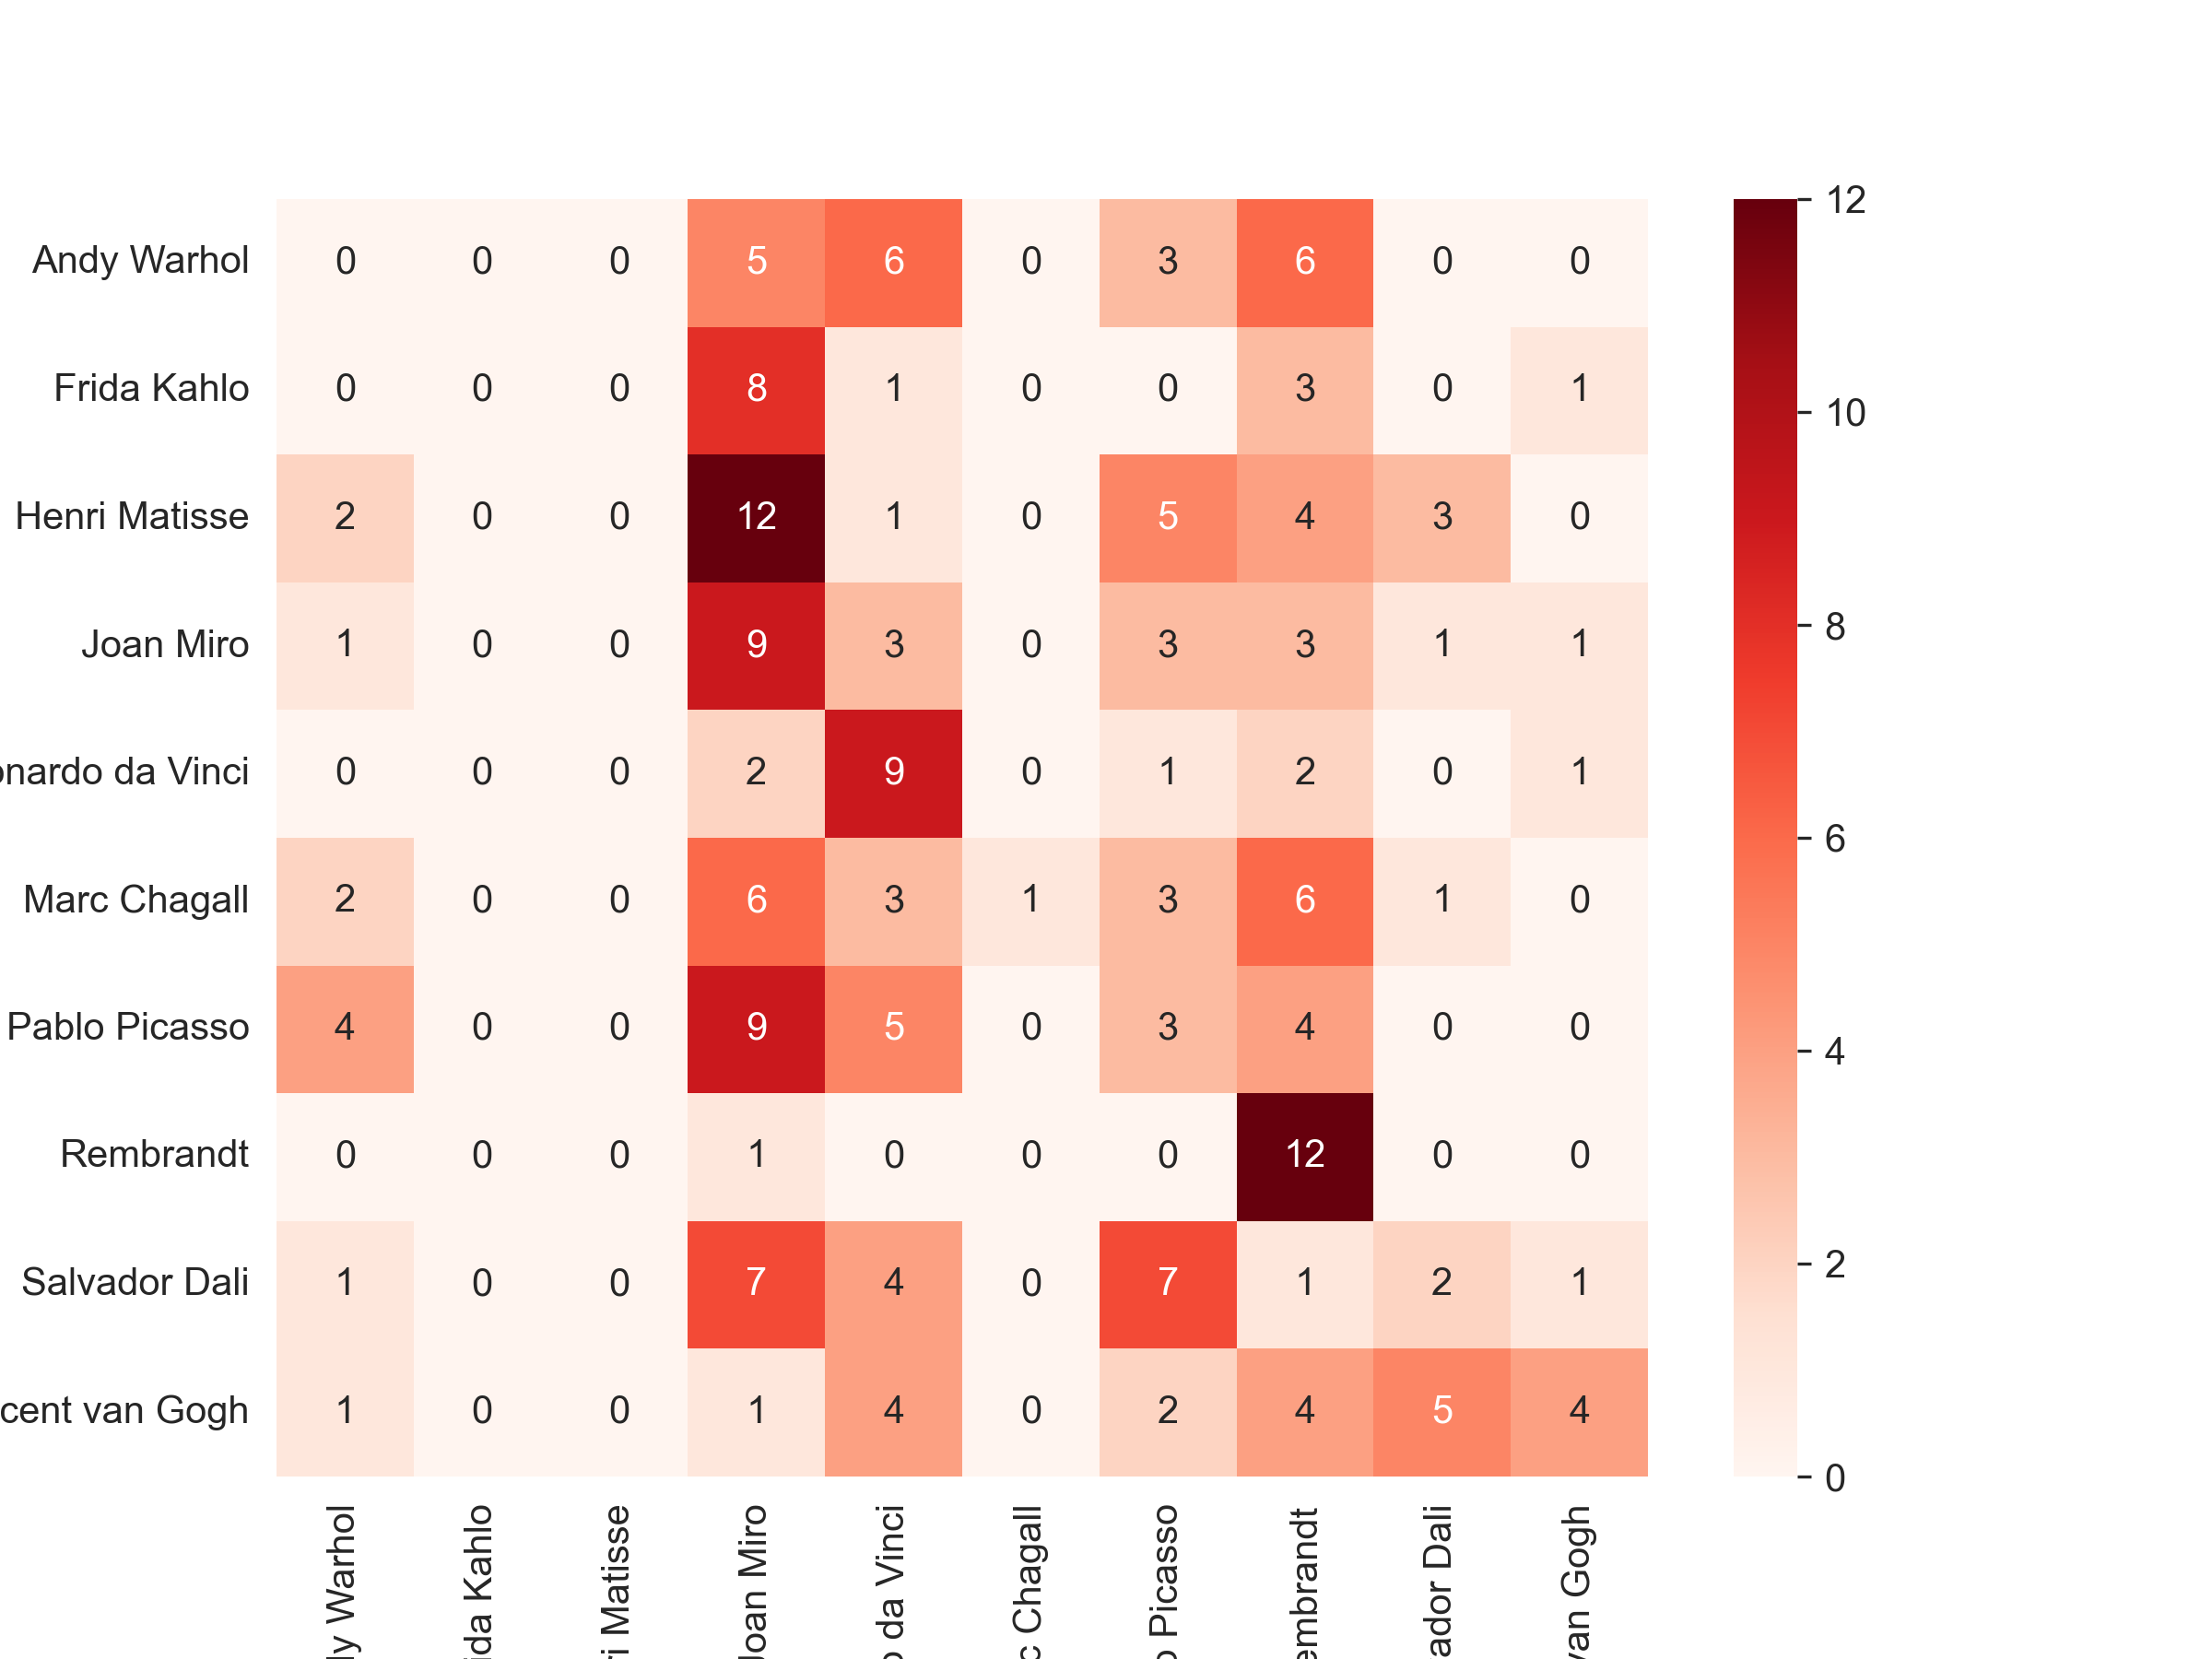 12
Andy Warhol 0 0 0 5 6 0 3 6 0 0
Frida Kahlo 0 0 0 8 1 0 0 3 0 1
10
Henri Matisse 2 0 0 12 1 0 5 4 3 0
8
Joan Miro 1 0 0 9 3 0 3 3 1 1
onardo da Vinci 0 0 0 2 9 0 1 2 0 1
6
Marc Chagall 2 0 0 6 3 1 3 6 1 0
Pablo Picasso 4 0 0 9 5 0 3 4 0 0
4
Rembrandt 0 0 0 1 0 0 0 12 0 0
2
Salvador Dali 1 0 0 7 4 0 7 1 2 1
cent van Gogh 1 0 0 1 4 0 2 4 5 4
0
dy Warhol
ida Kahlo
ri Matisse
Joan Miro
o da Vinci
c Chagall
o Picasso
embrandt
ador Dali
van Gogh